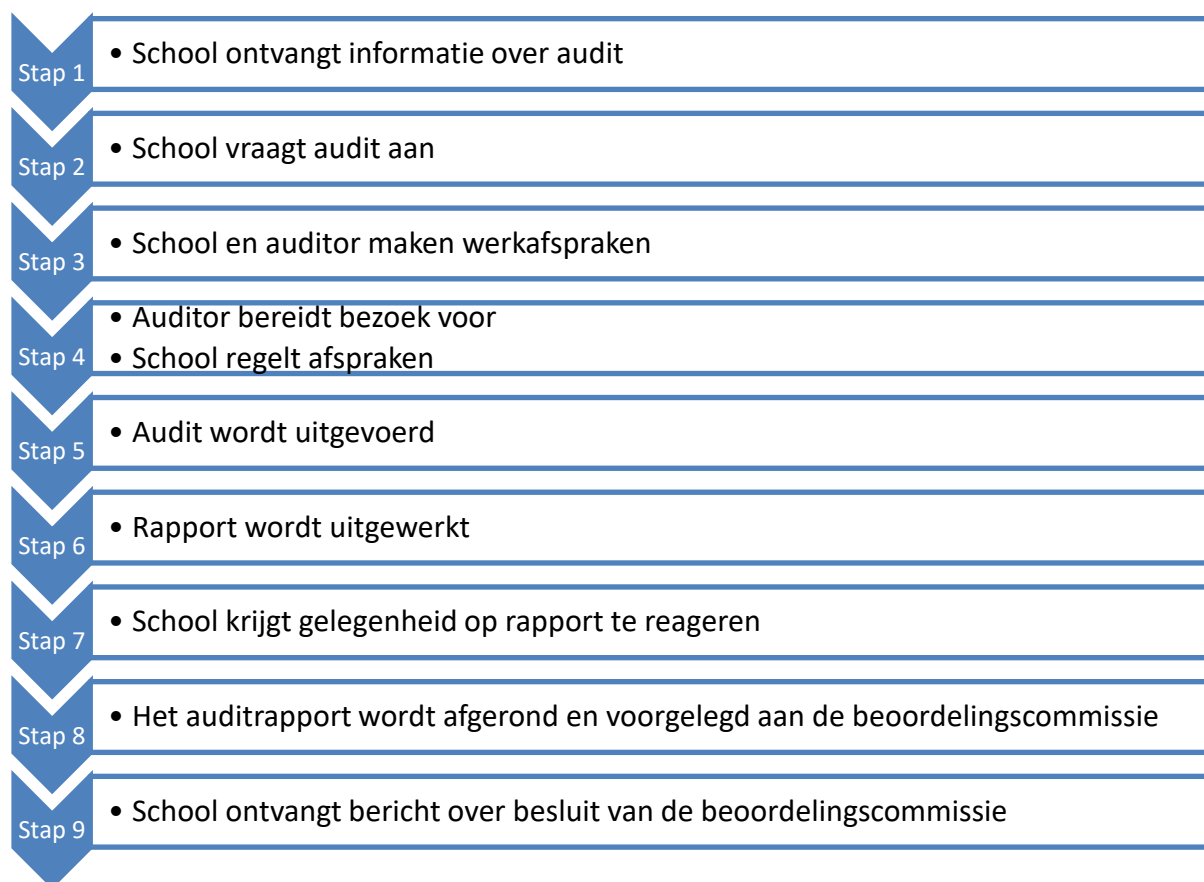 Stap 1
• School ontvangt informatie over audit
Stap 2
• School vraagt audit aan
Stap 3
• School en auditor maken werkafspraken
Stap 4
• Auditor bereidt bezoek voor
• School regelt afspraken
Stap 5
• Audit wordt uitgevoerd
Stap 6
• Rapport wordt uitgewerkt
Stap 7
• School krijgt gelegenheid op rapport te reageren
Stap 8
• Het auditrapport wordt afgerond en voorgelegd aan de beoordelingscommissie
Stap 9
• School ontvangt bericht over besluit van de beoordelingscommissie